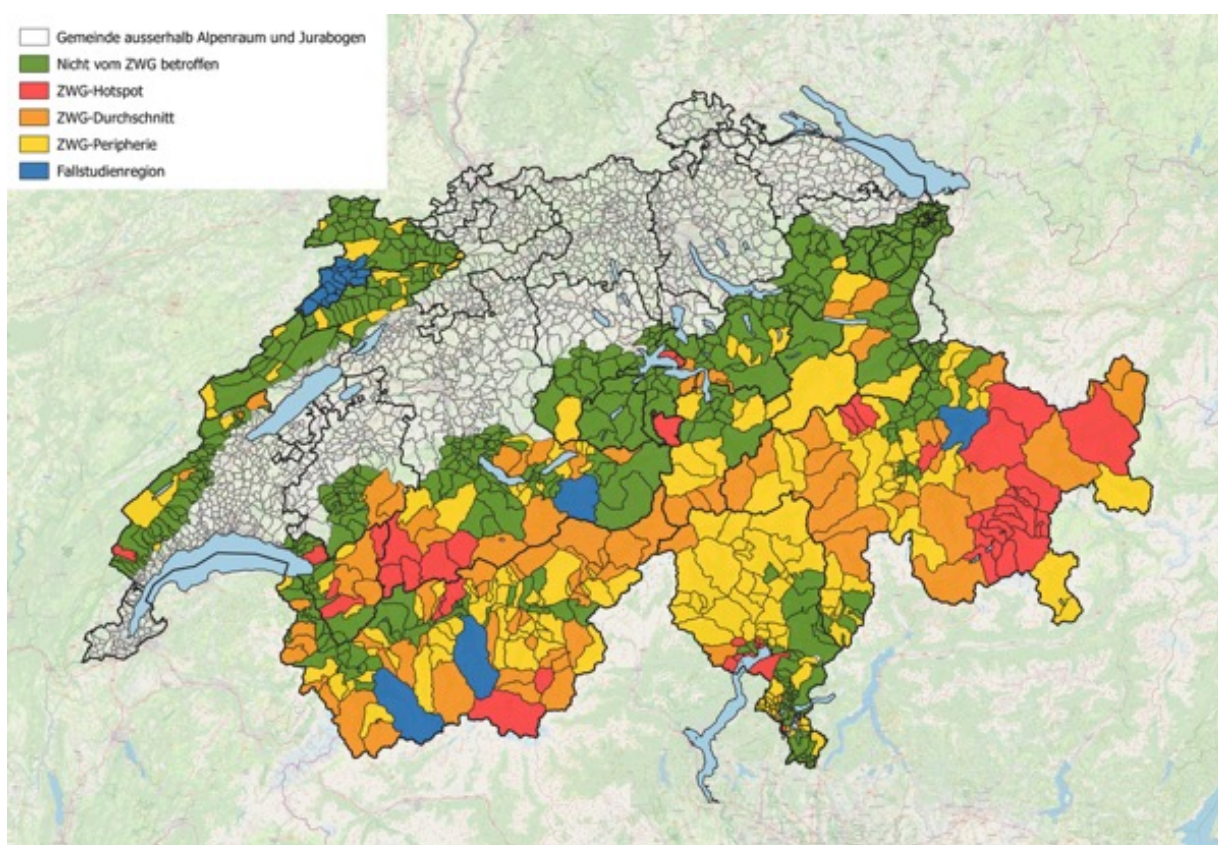 Gemeinde ausserhalb Alpenraum und Jurabogen
Nicht vom ZWG betroffen
ZWG-Hotspot
ZWG-Durchschnitt
ZWG-Peripherie
Fallstudienregion